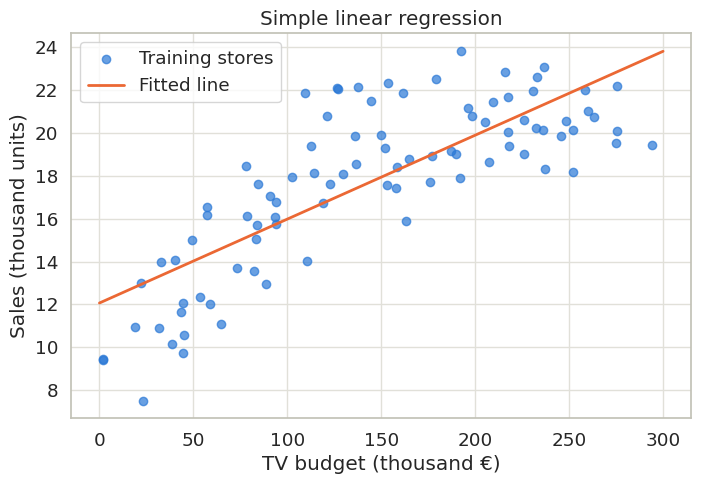 Simple linear regression
Training stores
Fitted line
Sales (thousand units)
24
22
20
18
16
14
12
10
8
0 50 100 150 200 250 300
TV budget (thousand €)